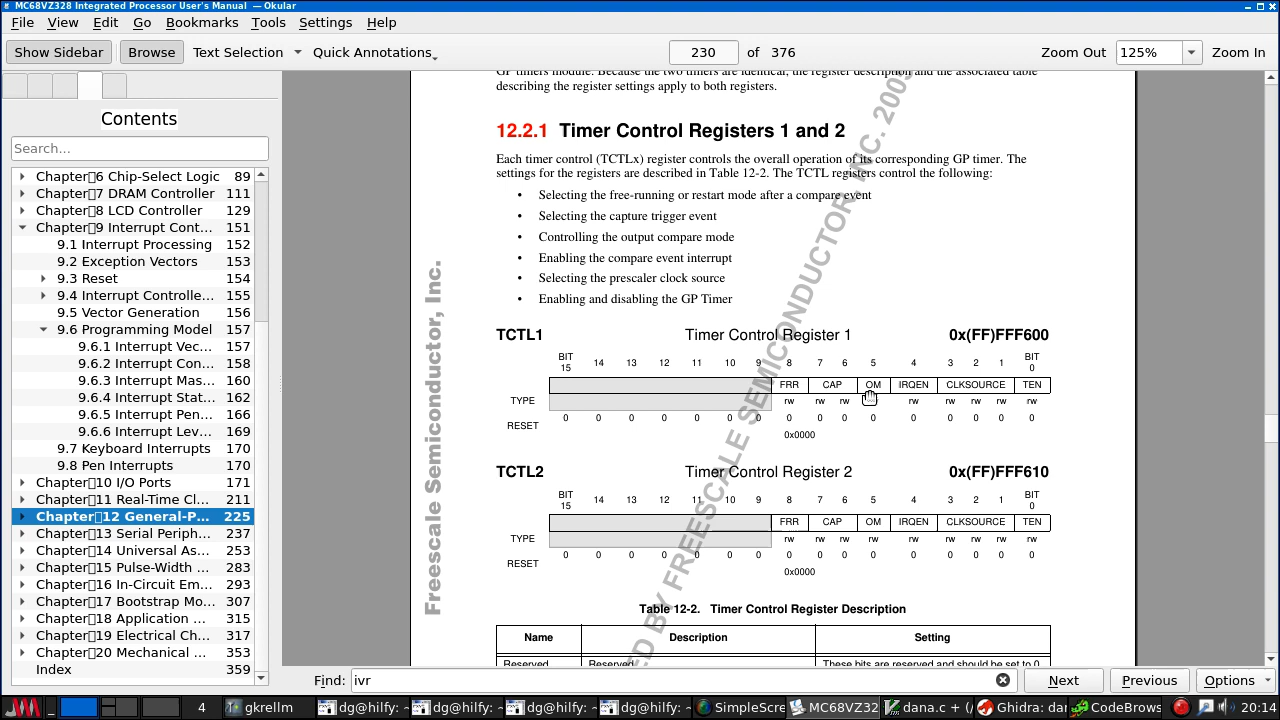 MC68VZ328 Integrated Processor User's Manual — Okular
File View Edit Go Bookmarks Tools Settings Help
Show Sidebar Browse Text Selection Quick Annotations 230 of 376 Zoom Out 125% Zoom In
Contents
Search...
Chapter 6 Chip-Select Logic 89
Chapter 7 DRAM Controller 111
Chapter 8 LCD Controller 129
Chapter 9 Interrupt Cont... 151
9.1 Interrupt Processing 152
9.2 Exception Vectors 153
9.3 Reset 154
9.4 Interrupt Controlle... 155
9.5 Vector Generation 156
9.6 Programming Model 157
9.6.1 Interrupt Vec... 157
9.6.2 Interrupt Con... 158
9.6.3 Interrupt Mas... 160
9.6.4 Interrupt Stat... 162
9.6.5 Interrupt Pen... 166
9.6.6 Interrupt Lev... 169
9.7 Keyboard Interrupts 170
9.8 Pen Interrupts 170
Chapter 10 I/O Ports 171
Chapter 11 Real-Time Cl... 211
Chapter 12 General-P... 225
Chapter 13 Serial Periph... 237
Chapter 14 Universal As... 253
Chapter 15 Pulse-Width ... 283
Chapter 16 In-Circuit Em... 293
Chapter 17 Bootstrap Mo... 307
Chapter 18 Application ... 315
Chapter 19 Electrical Ch... 317
Chapter 20 Mechanical ... 353
Index 359
GP timers module. Because the two timers are identical, the register description and the associated table
describing the register settings apply to both registers.
12.2.1 Timer Control Registers 1 and 2
Each timer control (TCTLx) register controls the overall operation of its corresponding GP timer. The
settings for the registers are described in Table 12-2. The TCTL registers control the following:
• Selecting the free-running or restart mode after a compare event
• Selecting the capture trigger event
• Controlling the output compare mode
• Enabling the compare event interrupt
• Selecting the prescaler clock source
• Enabling and disabling the GP Timer
TCTL1 Timer Control Register 1 0x(FF)FFF600
BIT 15 14 13 12 11 10 9 8 7 6 5 4 3 2 1 BIT 0
FRR CAP OM IRQEN CLKSOURCE TEN
TYPE rw rw rw rw rw rw rw rw
RESET 0 0 0 0 0 0 0 0 0 0 0 0 0 0 0 0
0x0000
TCTL2 Timer Control Register 2 0x(FF)FFF610
BIT 15 14 13 12 11 10 9 8 7 6 5 4 3 2 1 BIT 0
FRR CAP OM IRQEN CLKSOURCE TEN
TYPE rw rw rw rw rw rw rw rw rw
RESET 0 0 0 0 0 0 0 0 0 0 0 0 0 0 0 0
0x0000
Table 12-2. Timer Control Register Description
Name Description Setting
Reserved Reserved These bits are reserved and should be set to 0.
Freescale Semiconductor, Inc.
ED BY FREESCALE SEMICONDUCTOR, INC. 2005
Find: ivr Next Previous Options
4 gkrellm dg@hilfy: ~ dg@hilfy: ~ dg@hilfy: ~ dg@hilfy: ~ SimpleScre MC68VZ32 dana.c + (/ Ghidra: dan CodeBrows 20:14